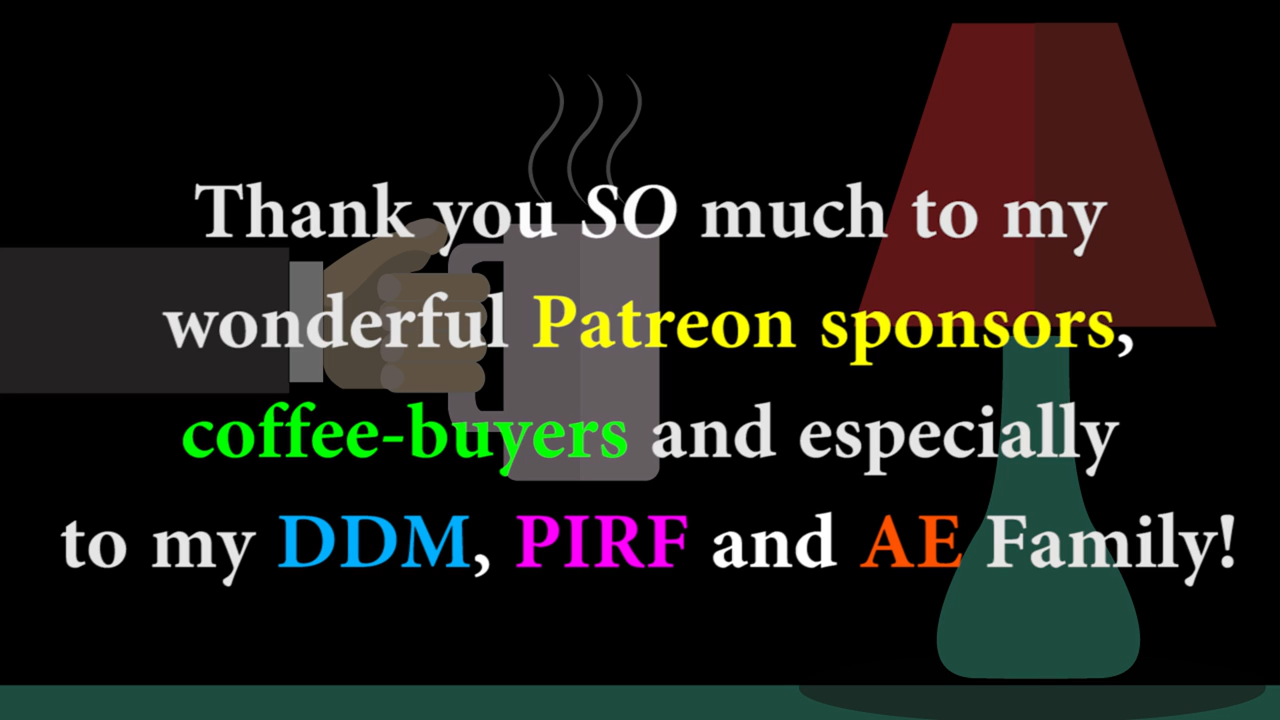 Thank you SO much to my
wonderful Patreon sponsors,
coffee-buyers and especially
to my DDM, PIRF and AE Family!